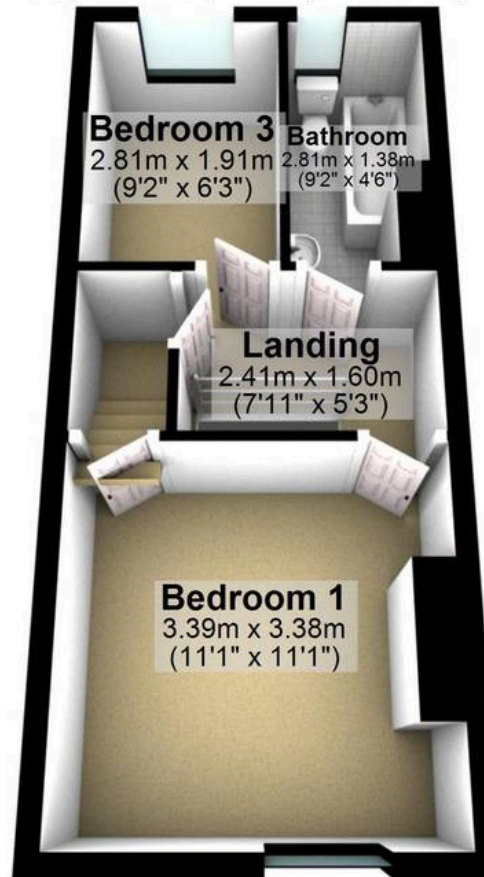 Bedroom 3
2.81m x 1.91m
(9'2" x 6'3")
Bathroom
2.81m x 1.38m
(9'2" x 4'6")
Landing
2.41m x 1.60m
(7'11" x 5'3")
Bedroom 1
3.39m x 3.38m
(11'1" x 11'1")